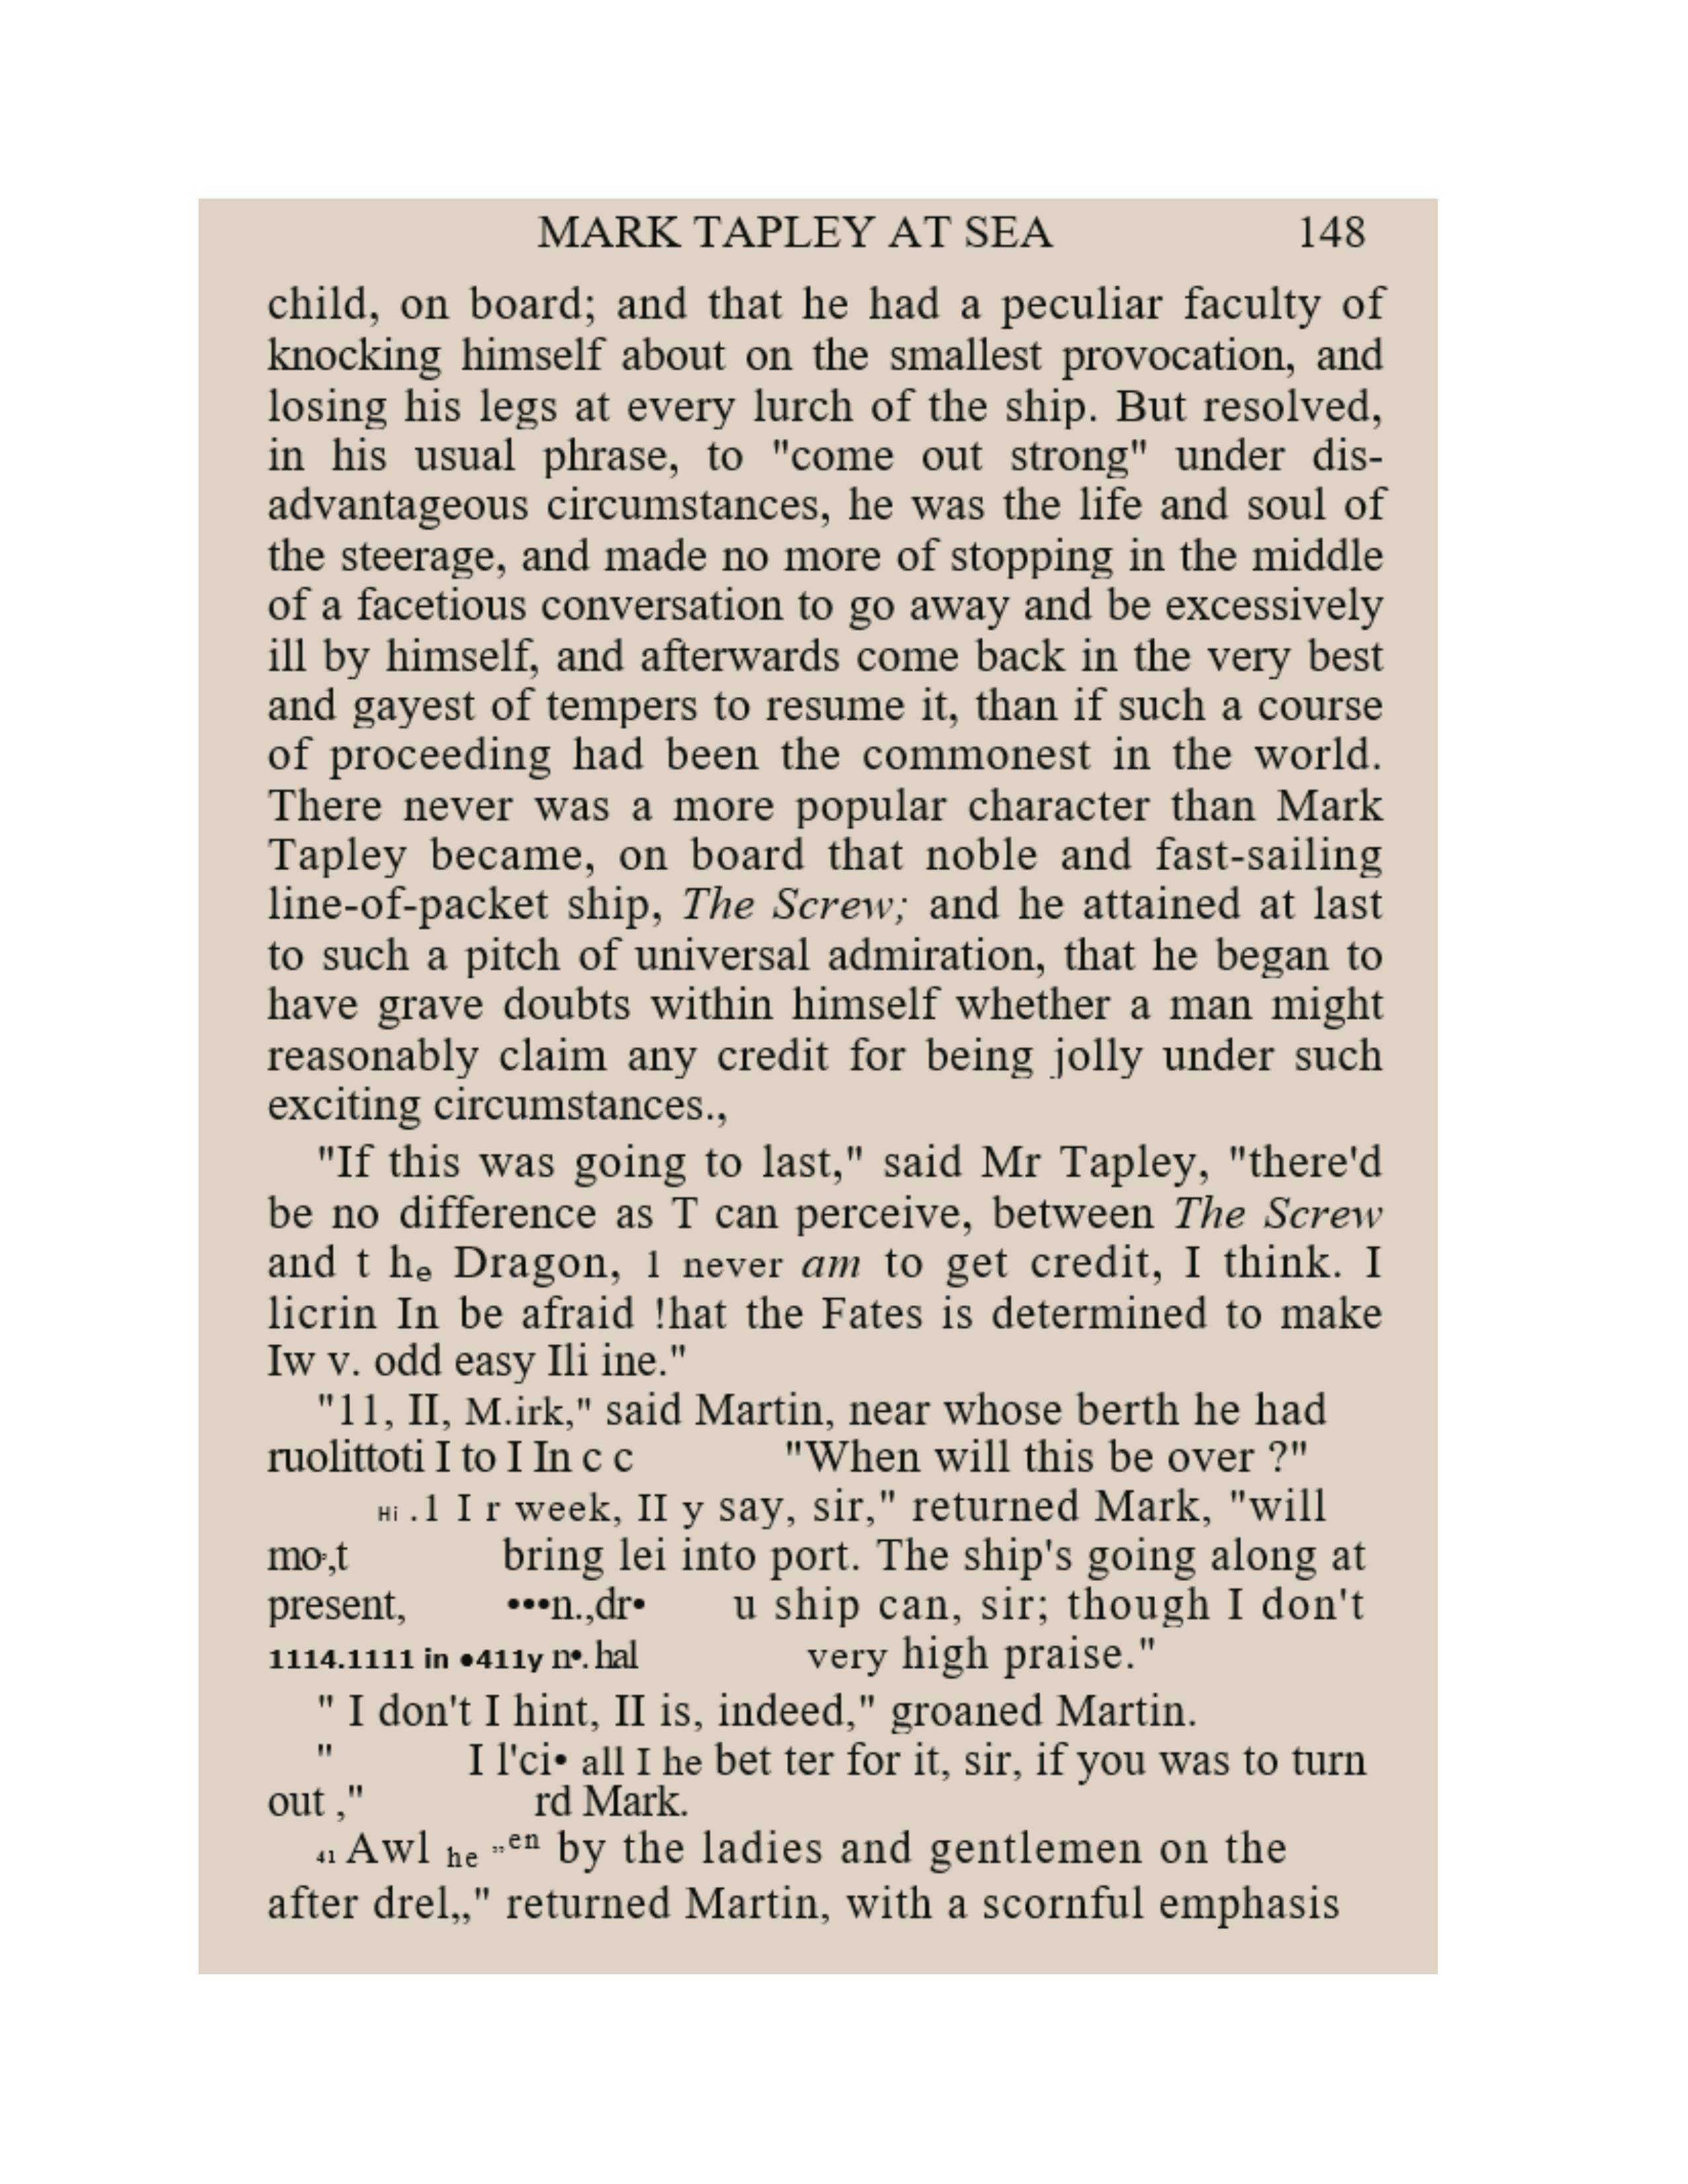 MARK TAPLEY AT SEA 148
child, on board; and that he had a peculiar faculty of
knocking himself about on the smallest provocation, and
losing his legs at every lurch of the ship. But resolved,
in his usual phrase, to "come out strong" under dis-
advantageous circumstances, he was the life and soul of
the steerage, and made no more of stopping in the middle
of a facetious conversation to go away and be excessively
ill by himself, and afterwards come back in the very best
and gayest of tempers to resume it, than if such a course
of proceeding had been the commonest in the world.
There never was a more popular character than Mark
Tapley became, on board that noble and fast-sailing
line-of-packet ship, The Screw; and he attained at last
to such a pitch of universal admiration, that he began to
have grave doubts within himself whether a man might
reasonably claim any credit for being jolly under such
exciting circumstances.,
"If this was going to last," said Mr Tapley, "there'd
be no difference as T can perceive, between The Screw
and t he Dragon, 1 never am to get credit, I think. I
licrin In be afraid !hat the Fates is determined to make
Iw v. odd easy Ili ine."
"11, II, M.irk," said Martin, near whose berth he had
ruolittoti I to I In c c "When will this be over ?"
Hi .1 I r week, II y say, sir," returned Mark, "will
mo,t bring lei into port. The ship's going along at
present, •••n.,dr• u ship can, sir; though I don't
1114.1111 in •411y n•. hal very high praise."
" I don't I hint, II is, indeed," groaned Martin.
" I l'ci• all I he bet ter for it, sir, if you was to turn
out ," rd Mark.
41 Awl he „en by the ladies and gentlemen on the
after drel,," returned Martin, with a scornful emphasis